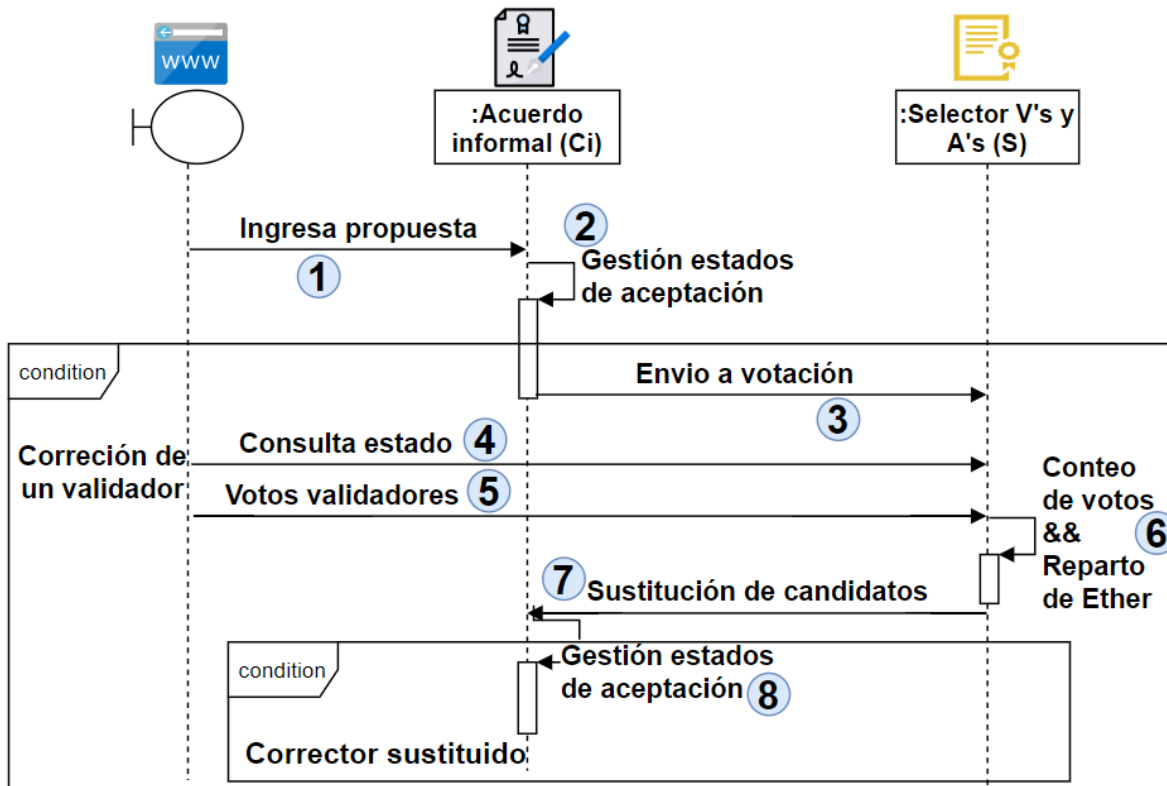 WWW
:Acuerdo
informal (Ci)
:Selector V's y
A's (S)
Ingresa propuesta
1
2
Gestión estados
de aceptación
condition
Envio a votación
3
Correción de
un validador
Consulta estado 4
Votos validadores 5
Conteo
de votos
&&
Reparto
de Ether
6
7
Sustitución de candidatos
condition
Gestión estados
de aceptación 8
Corrector sustituido